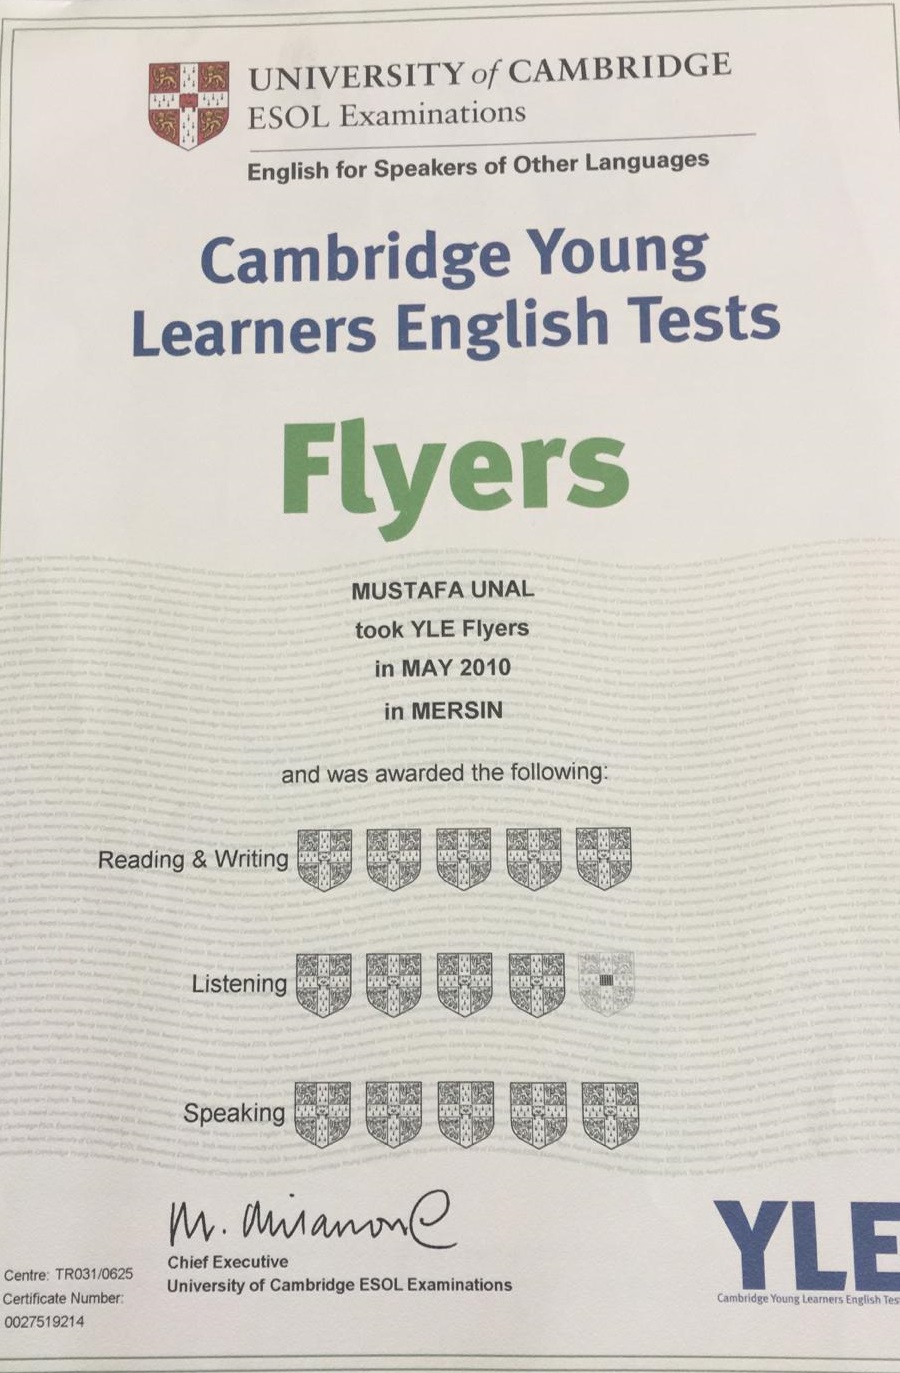 UNIVERSITY of CAMBRIDGE
ESOL Examinations
English for Speakers of Other Languages
Cambridge Young
Learners English Tests
Flyers
MUSTAFA UNAL
took YLE Flyers
in MAY 2010
in MERSIN
and was awarded the following:
Reading & Writing
Listening
Speaking
Chief Executive
University of Cambridge ESOL Examinations
Centre: TR031/0625
Certificate Number:
0027519214
YLE
Cambridge Young Learners English Tes